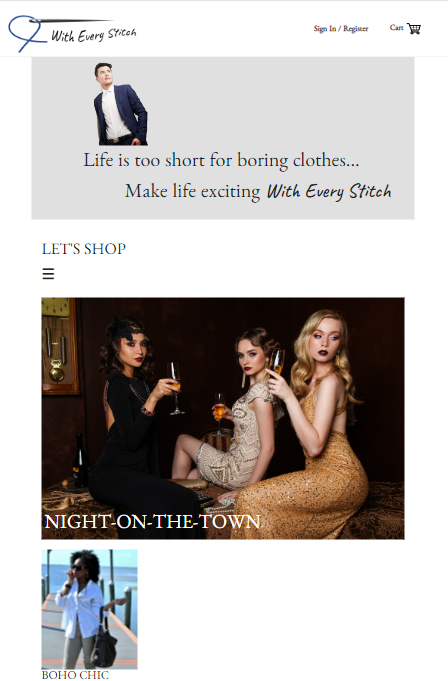 With Every Stitch
Sign In / Register
Cart
Life is too short for boring clothes...
Make life exciting With Every Stitch
LET'S SHOP
NIGHT-ON-THE-TOWN
BOHO CHIC